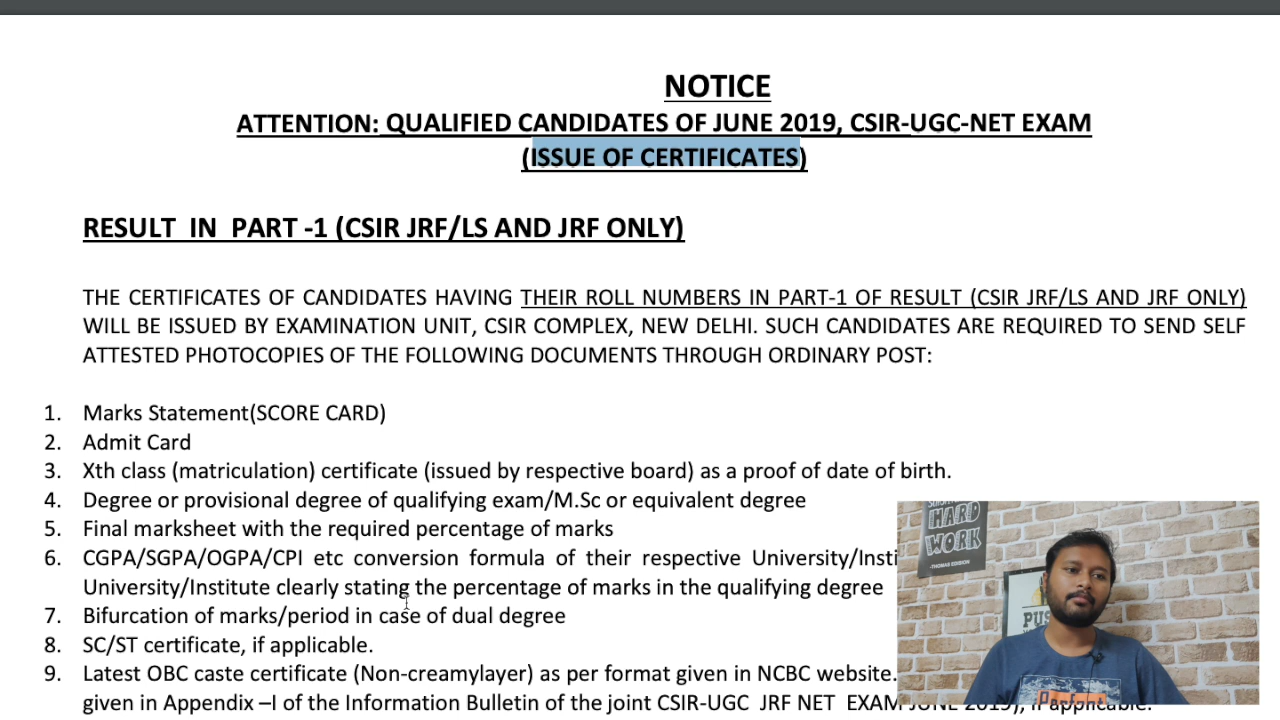 NOTICE
ATTENTION: QUALIFIED CANDIDATES OF JUNE 2019, CSIR-UGC-NET EXAM
(ISSUE OF CERTIFICATES)
RESULT IN PART -1 (CSIR JRF/LS AND JRF ONLY)
THE CERTIFICATES OF CANDIDATES HAVING THEIR ROLL NUMBERS IN PART-1 OF RESULT (CSIR JRF/LS AND JRF ONLY)
WILL BE ISSUED BY EXAMINATION UNIT, CSIR COMPLEX, NEW DELHI. SUCH CANDIDATES ARE REQUIRED TO SEND SELF
ATTESTED PHOTOCOPIES OF THE FOLLOWING DOCUMENTS THROUGH ORDINARY POST:
1. Marks Statement(SCORE CARD)
2. Admit Card
3. Xth class (matriculation) certificate (issued by respective board) as a proof of date of birth.
4. Degree or provisional degree of qualifying exam/M.Sc or equivalent degree
5. Final marksheet with the required percentage of marks
6. CGPA/SGPA/OGPA/CPI etc conversion formula of their respective University/Insti
University/Institute clearly stating the percentage of marks in the qualifying degree
7. Bifurcation of marks/period in case of dual degree
8. SC/ST certificate, if applicable.
9. Latest OBC caste certificate (Non-creamylayer) as per format given in NCBC website.
given in Appendix –I of the Information Bulletin of the joint CSIR-UGC JRF NET EXAM JUNE 2019), if applicable.
HARD
WORK
-THOMAS EDISON